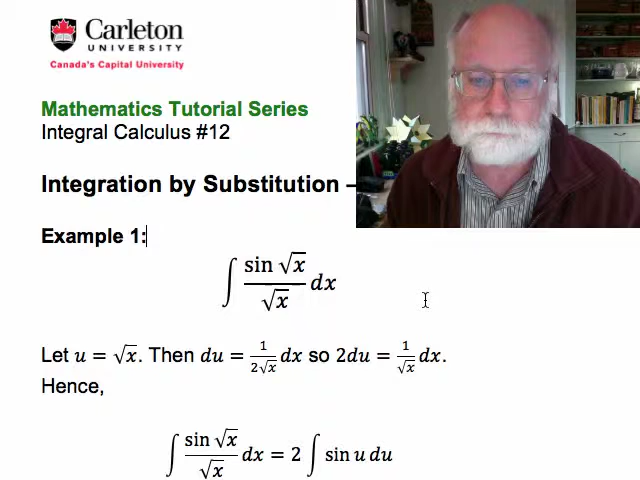 Carleton
UNIVERSITY
Canada's Capital University
Mathematics Tutorial Series
Integral Calculus #12
Integration by Substitution –
Example 1:
∫ sin √x / √x dx
Let u = √x. Then du = 1/(2√x) dx so 2du = 1/√x dx.
Hence,
∫ sin √x / √x dx = 2 ∫ sin u du